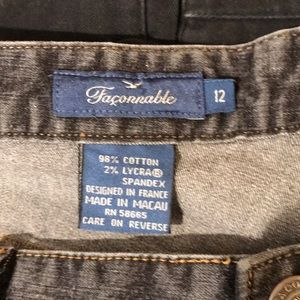 Façonnable
12
98% COTTON
2% LYCRA®
SPANDEX
DESIGNED IN FRANCE
MADE IN MACAU
RN 58665
CARE ON REVERSE